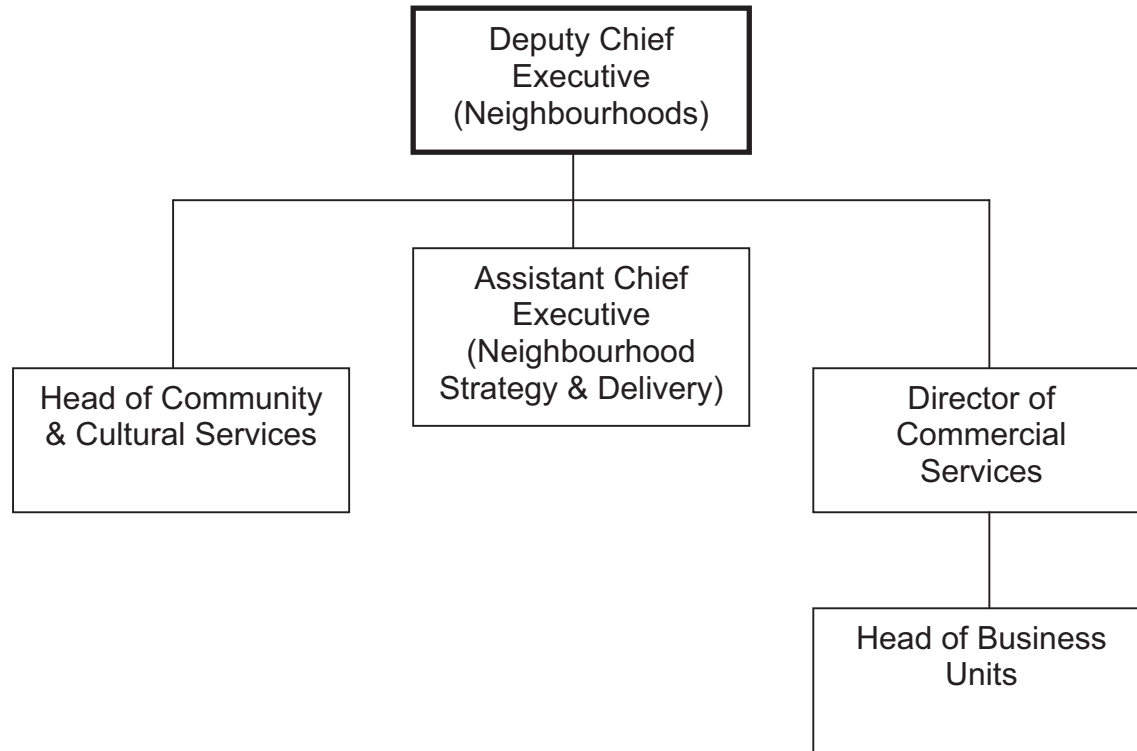 Deputy Chief
Executive
(Neighbourhoods)
Assistant Chief
Executive
(Neighbourhood
Strategy & Delivery)
Head of Community
& Cultural Services
Director of
Commercial
Services
Head of Business
Units